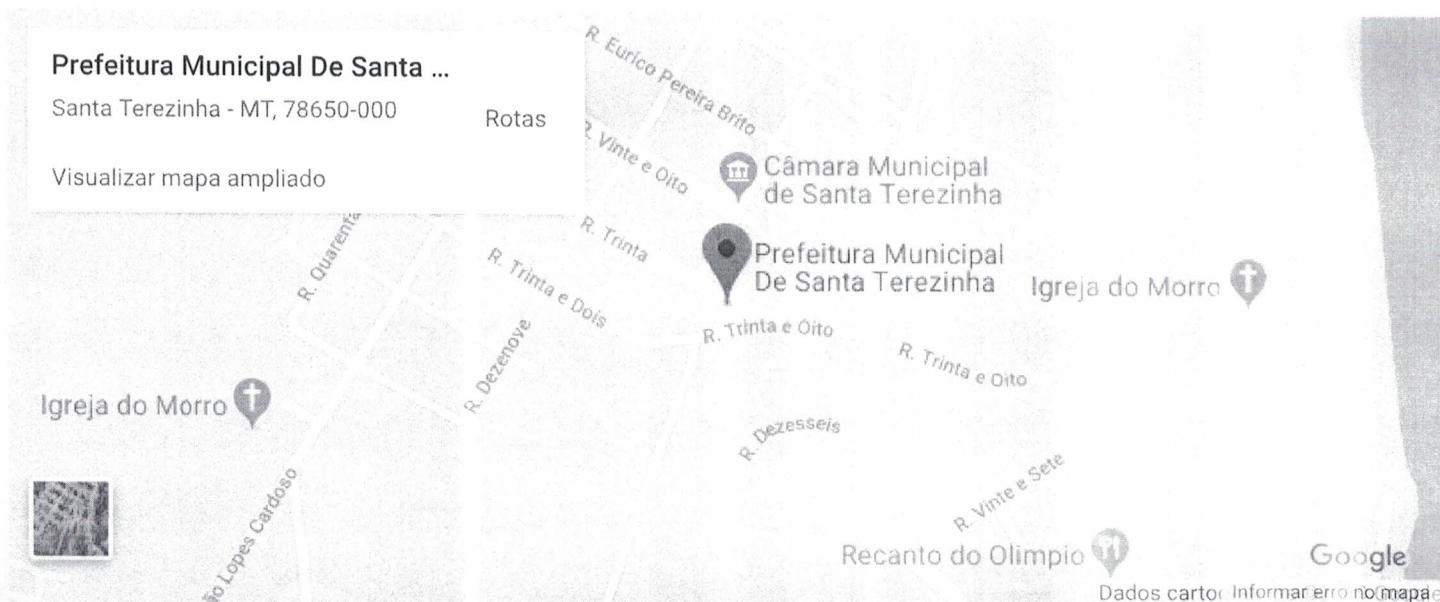 Prefeitura Municipal De Santa ...
Santa Terezinha - MT, 78650-000
Rotas
Visualizar mapa ampliado
R. Eurico Pereira Brito
R. Vinte e Oito
Câmara Municipal
de Santa Terezinha
R. Quarenta
R. Trinta
R. Trinta e Dois
Prefeitura Municipal
De Santa Terezinha
Igreja do Morro
R. Trinta e Oito
R. Trinta e Oito
R. Dezenove
Igreja do Morro
R. Dezesseis
R. Vinte e Sete
ão Lopes Cardoso
Recanto do Olimpio
Google
Dados carto Informar erro no mapa